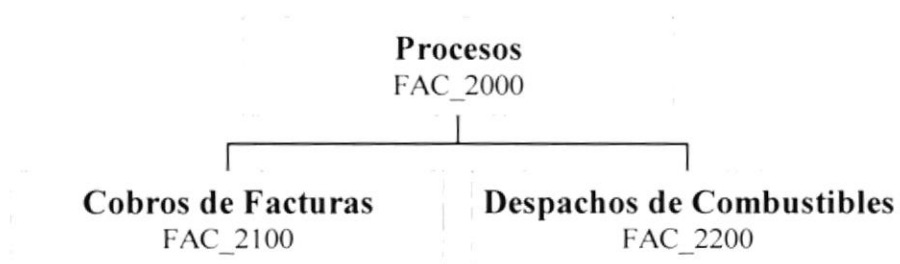 Procesos
FAC_2000
Cobros de Facturas
FAC_2100
Despachos de Combustibles
FAC_2200